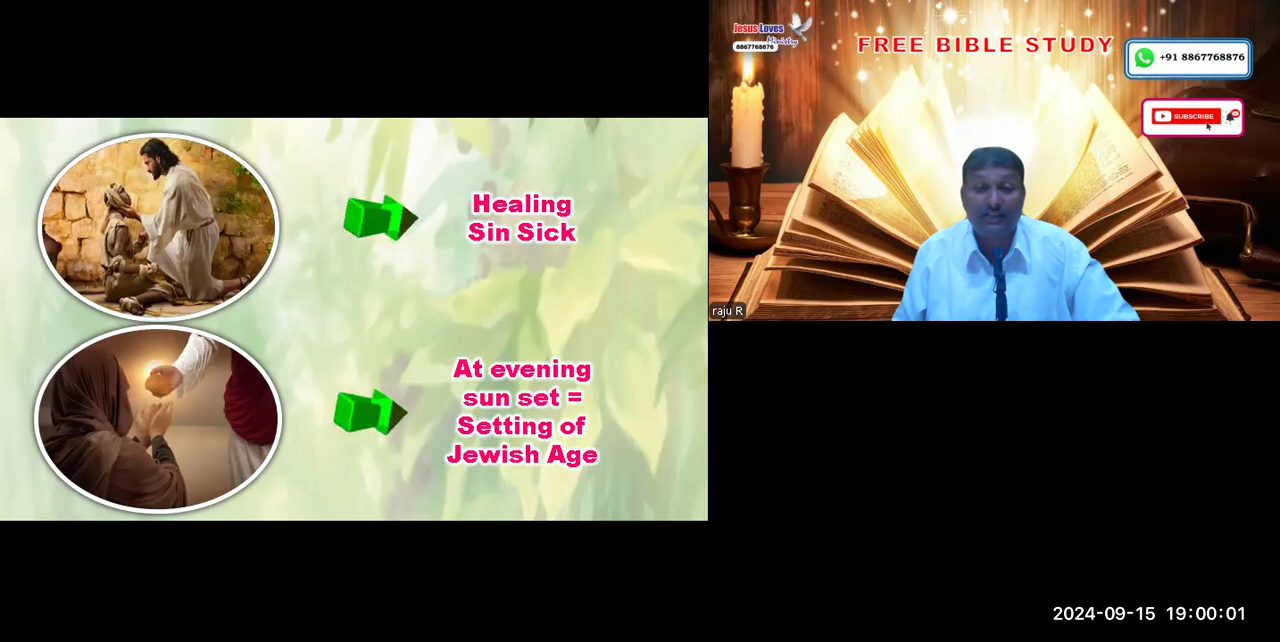 Healing
Sin Sick
At evening
sun set =
Setting of
Jewish Age
Jesus Loves
Ministry
8867768876
FREE BIBLE STUDY
+91 8867768876
SUBSCRIBE
raju R
2024-09-15 19:00:01